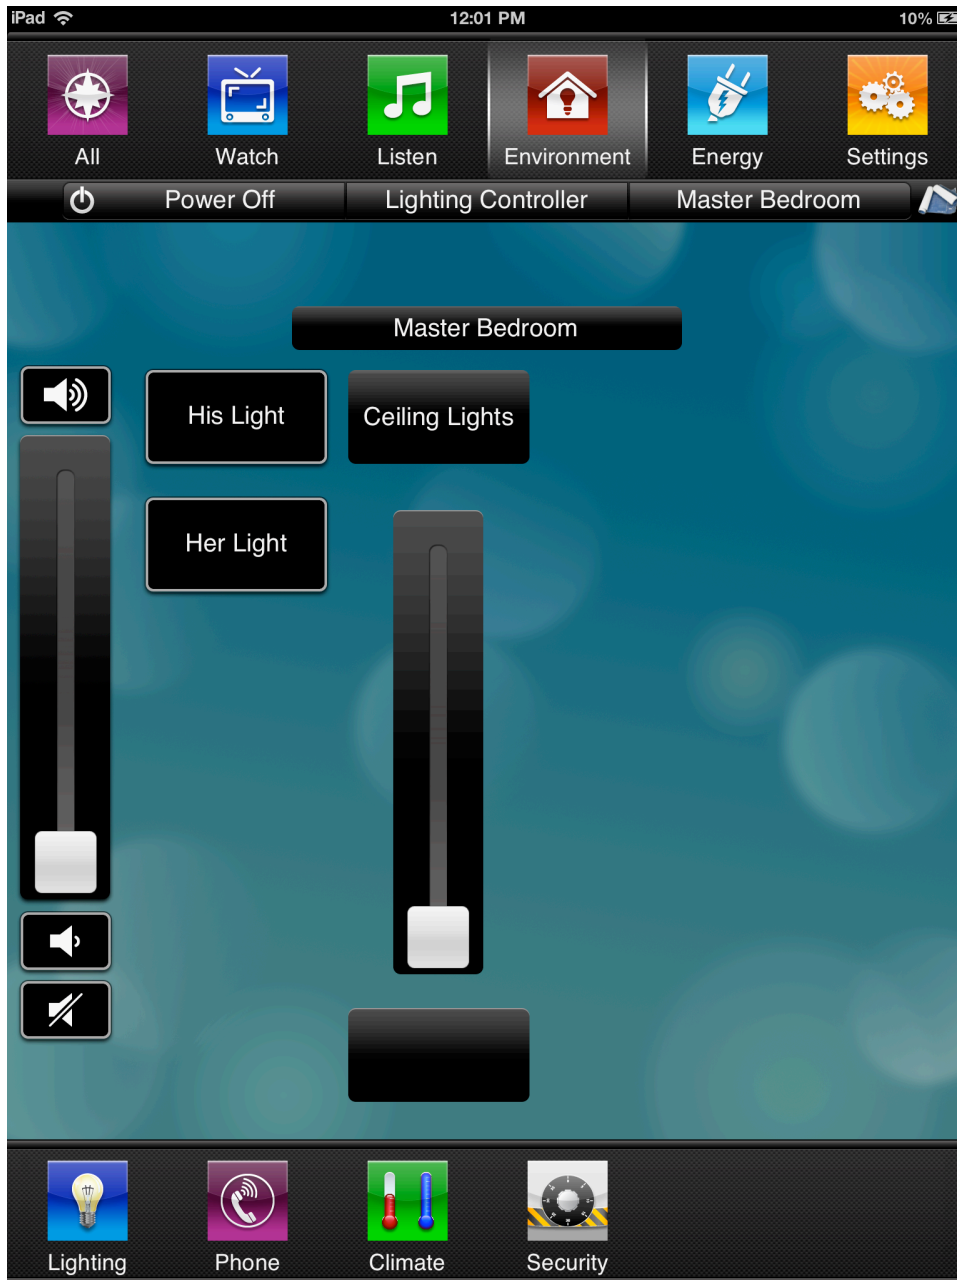 iPad 12:01 PM 10%
All Watch Listen Environment Energy Settings
Power Off Lighting Controller Master Bedroom
Master Bedroom
His Light Ceiling Lights
Her Light
Lighting Phone Climate Security